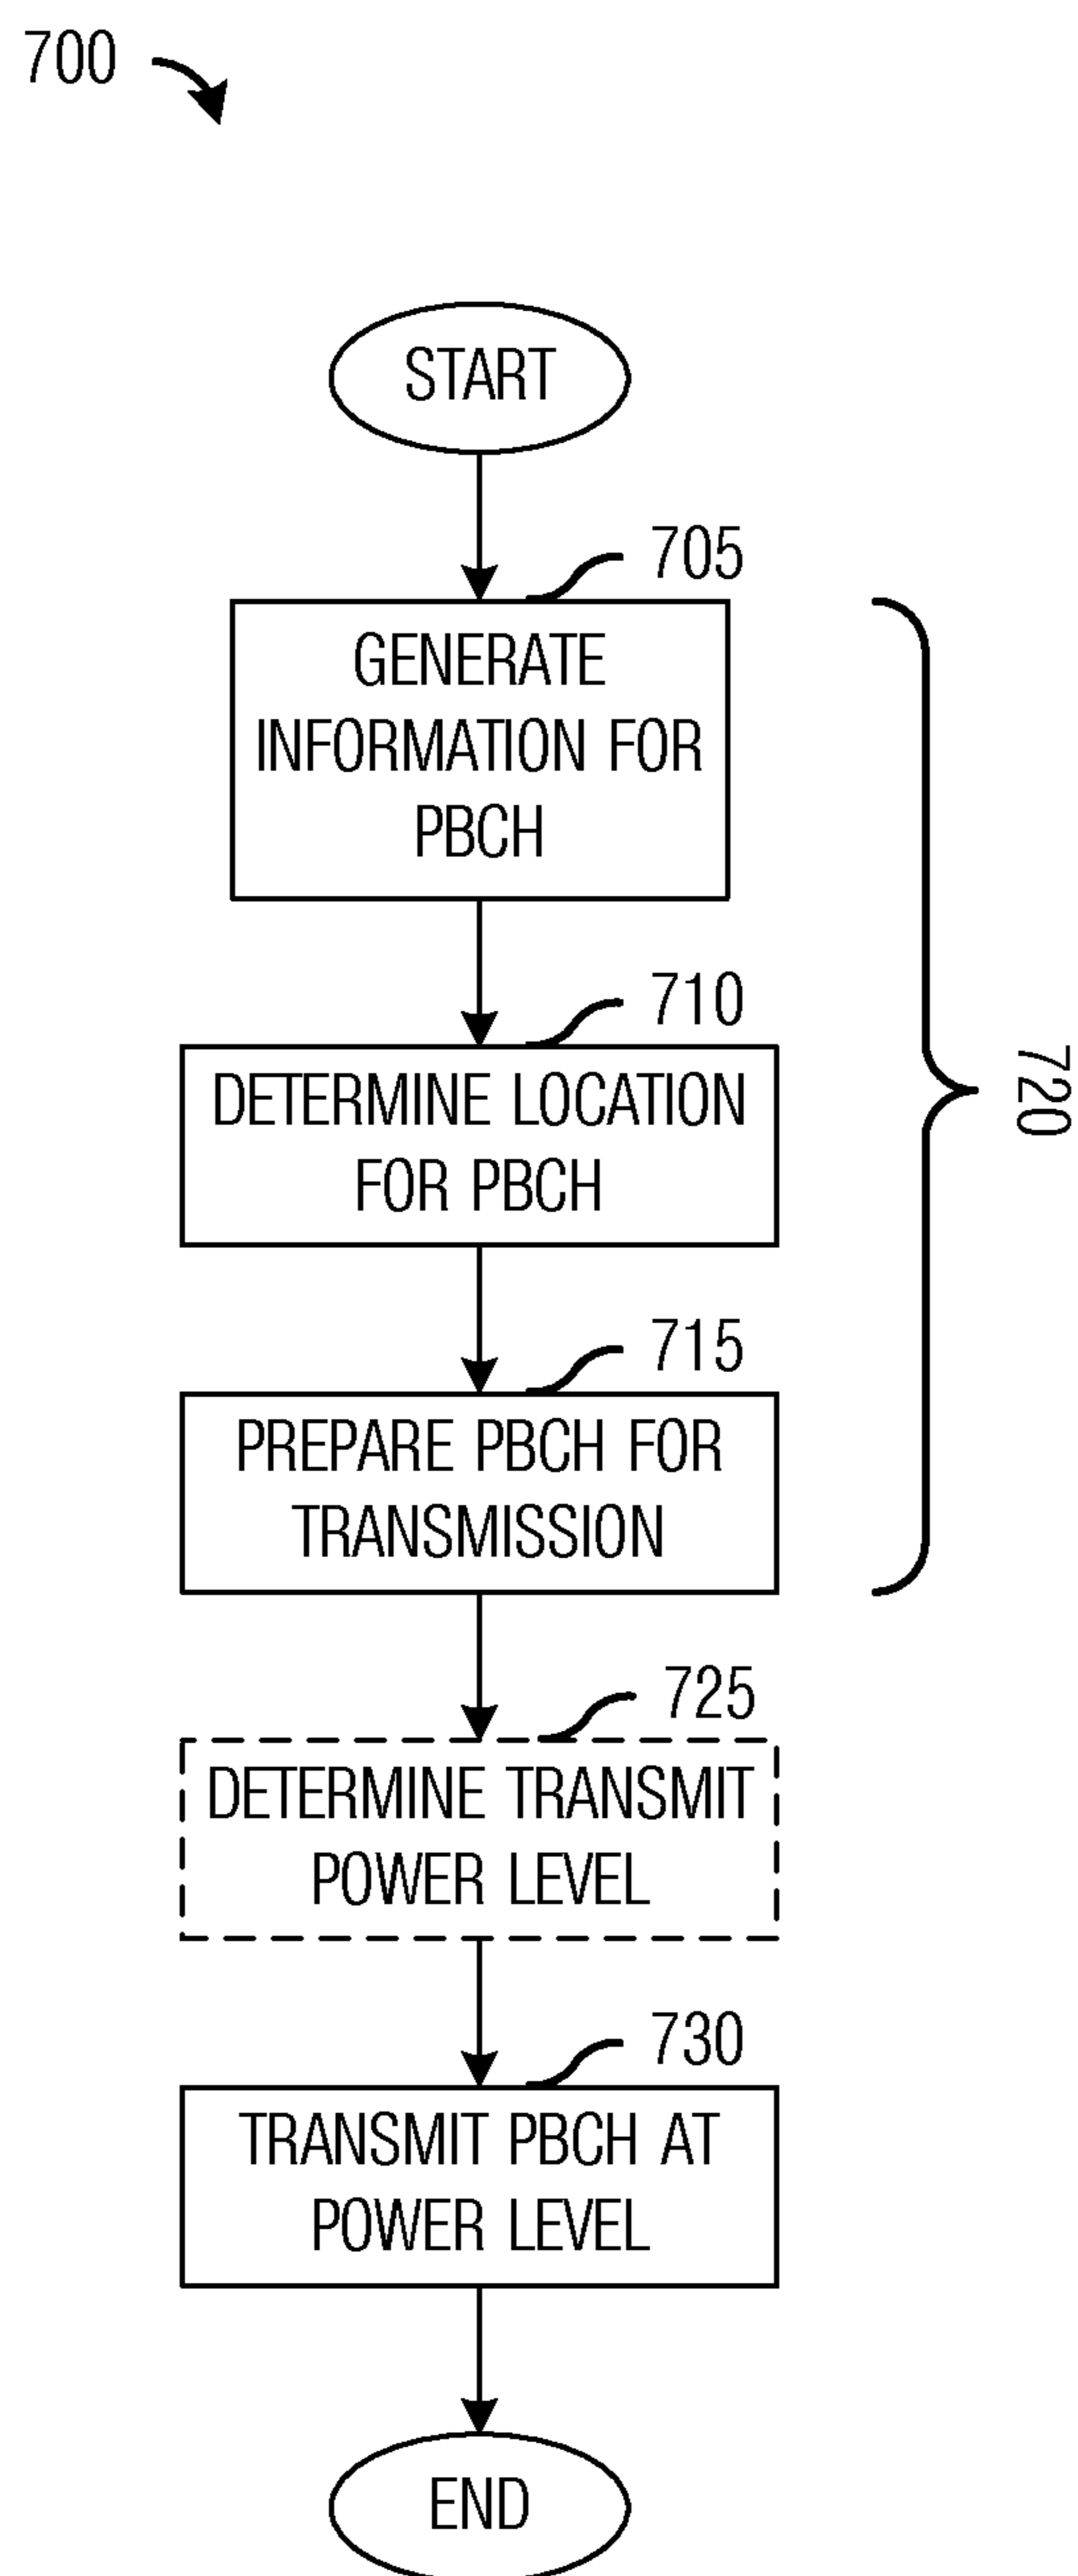 700
START
705
GENERATE
INFORMATION FOR
PBCH
710
DETERMINE LOCATION
FOR PBCH
720
715
PREPARE PBCH FOR
TRANSMISSION
725
DETERMINE TRANSMIT
POWER LEVEL
730
TRANSMIT PBCH AT
POWER LEVEL
END